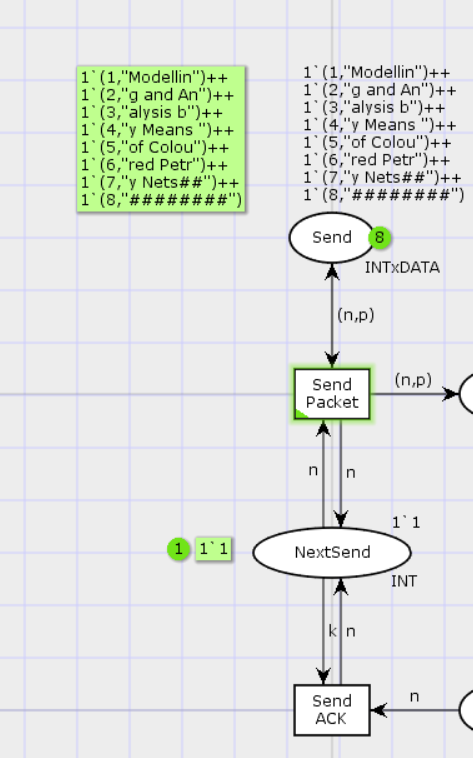 1`(1,"Modellin")++
1`(2,"g and An")++
1`(3,"alysis b")++
1`(4,"y Means ")++
1`(5,"of Colou")++
1`(6,"red Petr")++
1`(7,"y Nets##")++
1`(8,"########")
1`(1,"Modellin")++
1`(2,"g and An")++
1`(3,"alysis b")++
1`(4,"y Means ")++
1`(5,"of Colou")++
1`(6,"red Petr")++
1`(7,"y Nets##")++
1`(8,"########")
Send
8
INTxDATA
(n,p)
Send
Packet
(n,p)
n
n
1`1
1
1`1
NextSend
INT
k
n
Send
ACK
n